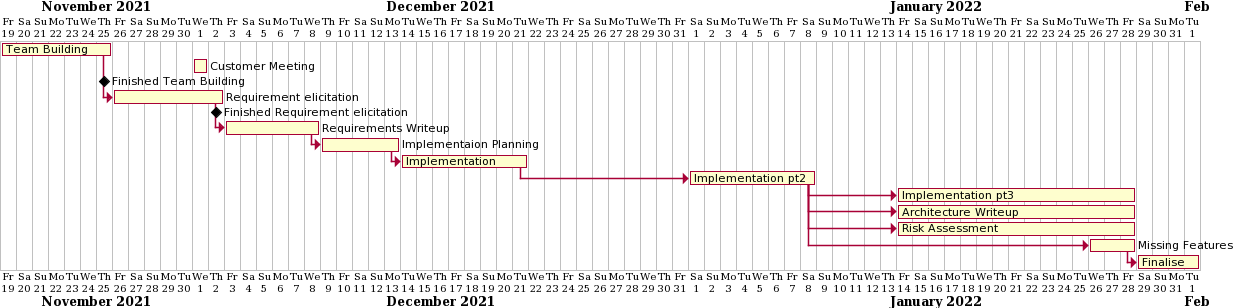 November 2021 December 2021 January 2022 Feb
Fr Sa Su Mo Tu We Th Fr Sa Su Mo Tu We Th Fr Sa Su Mo Tu We Th Fr Sa Su Mo Tu We Th Fr Sa Su Mo Tu We Th Fr Sa Su Mo Tu We Th Fr Sa Su Mo Tu We Th Fr Sa Su Mo Tu We Th Fr Sa Su Mo Tu We Th Fr Sa Su Mo Tu We Th Fr Sa Su Mo Tu
19 20 21 22 23 24 25 26 27 28 29 30 1 2 3 4 5 6 7 8 9 10 11 12 13 14 15 16 17 18 19 20 21 22 23 24 25 26 27 28 29 30 31 1 2 3 4 5 6 7 8 9 10 11 12 13 14 15 16 17 18 19 20 21 22 23 24 25 26 27 28 29 30 31 1
Team Building
Customer Meeting
Finished Team Building
Requirement elicitation
Finished Requirement elicitation
Requirements Writeup
Implementaion Planning
Implementation
Implementation pt2
Implementation pt3
Architecture Writeup
Risk Assessment
Missing Features
Finalise
Fr Sa Su Mo Tu We Th Fr Sa Su Mo Tu We Th Fr Sa Su Mo Tu We Th Fr Sa Su Mo Tu We Th Fr Sa Su Mo Tu We Th Fr Sa Su Mo Tu We Th Fr Sa Su Mo Tu We Th Fr Sa Su Mo Tu We Th Fr Sa Su Mo Tu We Th Fr Sa Su Mo Tu We Th Fr Sa Su Mo Tu
19 20 21 22 23 24 25 26 27 28 29 30 1 2 3 4 5 6 7 8 9 10 11 12 13 14 15 16 17 18 19 20 21 22 23 24 25 26 27 28 29 30 31 1 2 3 4 5 6 7 8 9 10 11 12 13 14 15 16 17 18 19 20 21 22 23 24 25 26 27 28 29 30 31 1
November 2021 December 2021 January 2022 Feb